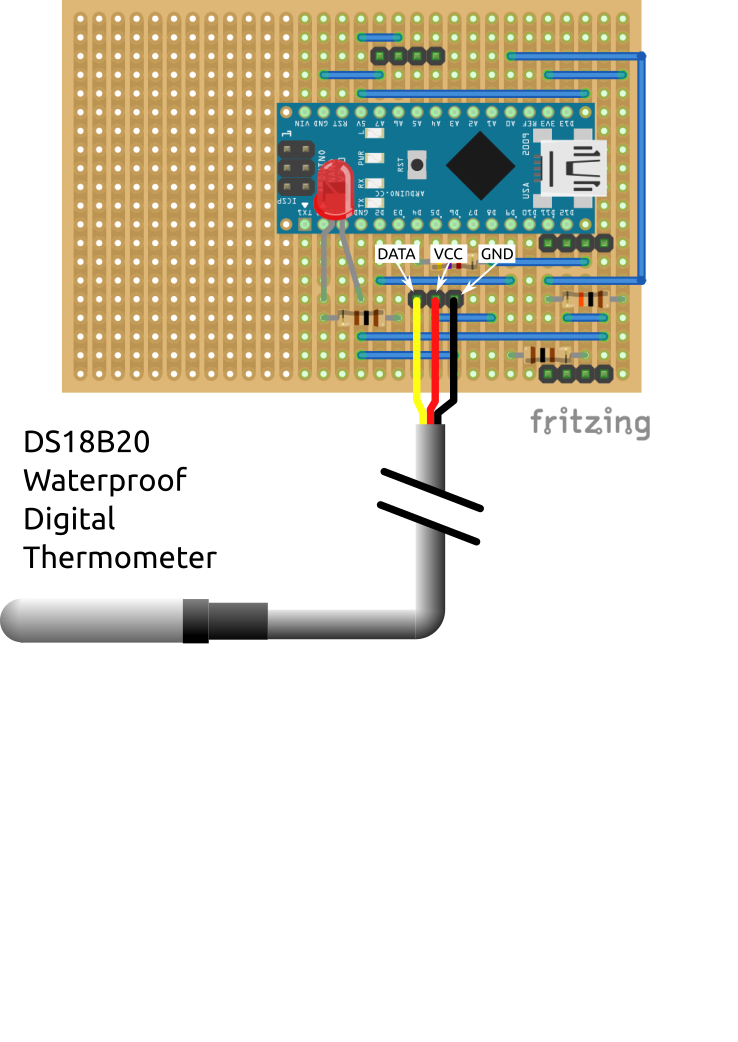 VIN GND RST 5V A7 A6 A5 A4 A3 A2 A1 A0 REF 3V3 D13
1
L
PWR
RX
TX
RST
2009
USA
ARDUINO.CC
ICSP
TX1 GND D2 D3 D4 D5 D6 D7 D8 D9 D10 D11 D12
DATA VCC GND
fritzing
DS18B20
Waterproof
Digital
Thermometer